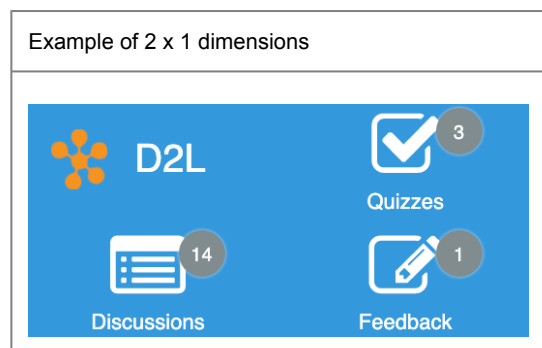 Example of 2 x 1 dimensions
D2L
3
Quizzes
14
Discussions
1
Feedback